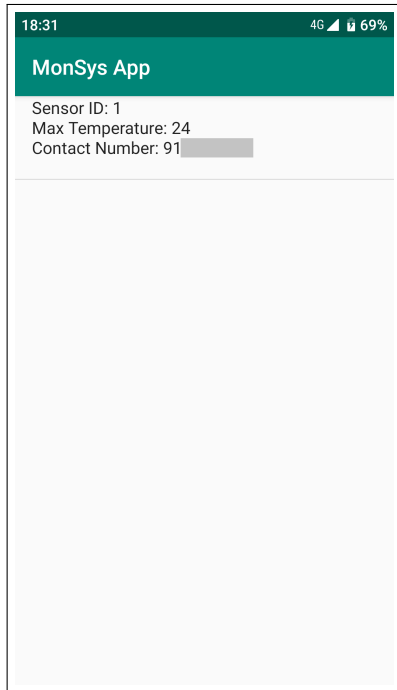 18:31 4G 69%
MonSys App
Sensor ID: 1
Max Temperature: 24
Contact Number: 91